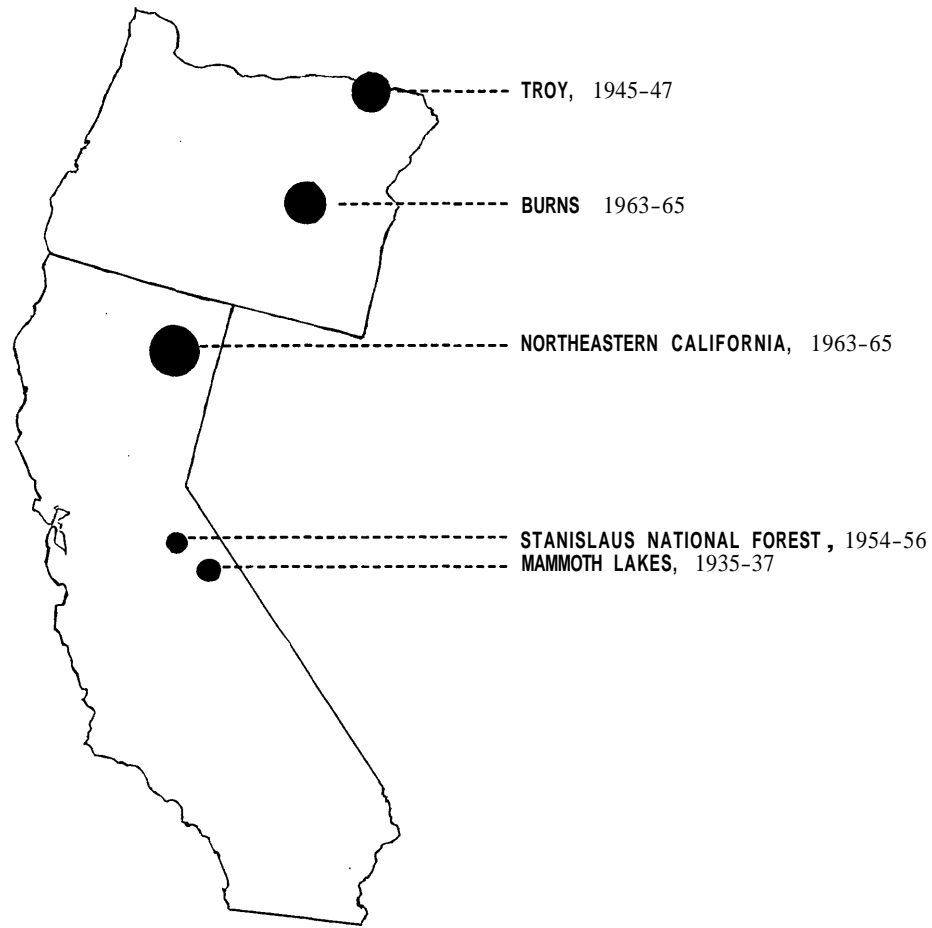 TROY, 1945-47
BURNS 1963-65
NORTHEASTERN CALIFORNIA, 1963-65
STANISLAUS NATIONAL FOREST, 1954-56
MAMMOTH LAKES, 1935-37